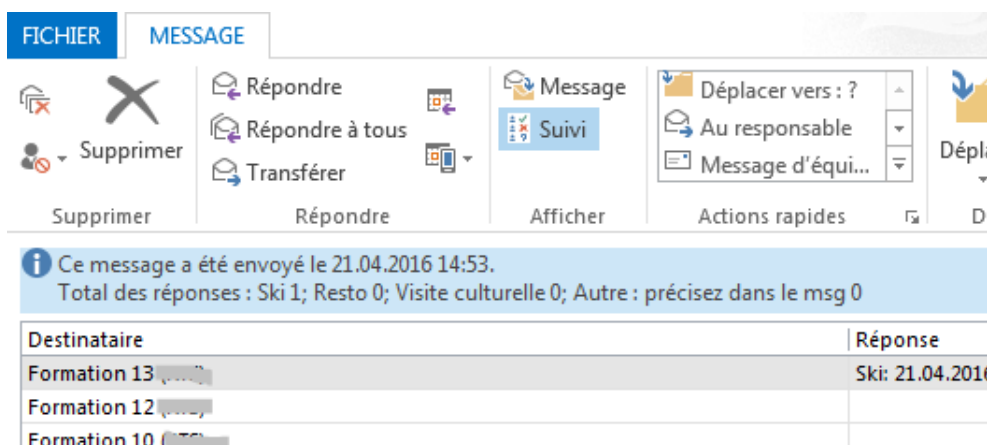 FICHIER MESSAGE
Répondre Message Déplacer vers : ?
Supprimer Répondre à tous Suivi Au responsable
Transférer Message d'équi... Dépla
Supprimer Répondre Afficher Actions rapides D
Ce message a été envoyé le 21.04.2016 14:53.
Total des réponses : Ski 1; Resto 0; Visite culturelle 0; Autre : précisez dans le msg 0
Destinataire Réponse
Formation 13 Ski: 21.04.2016
Formation 12
Formation 10